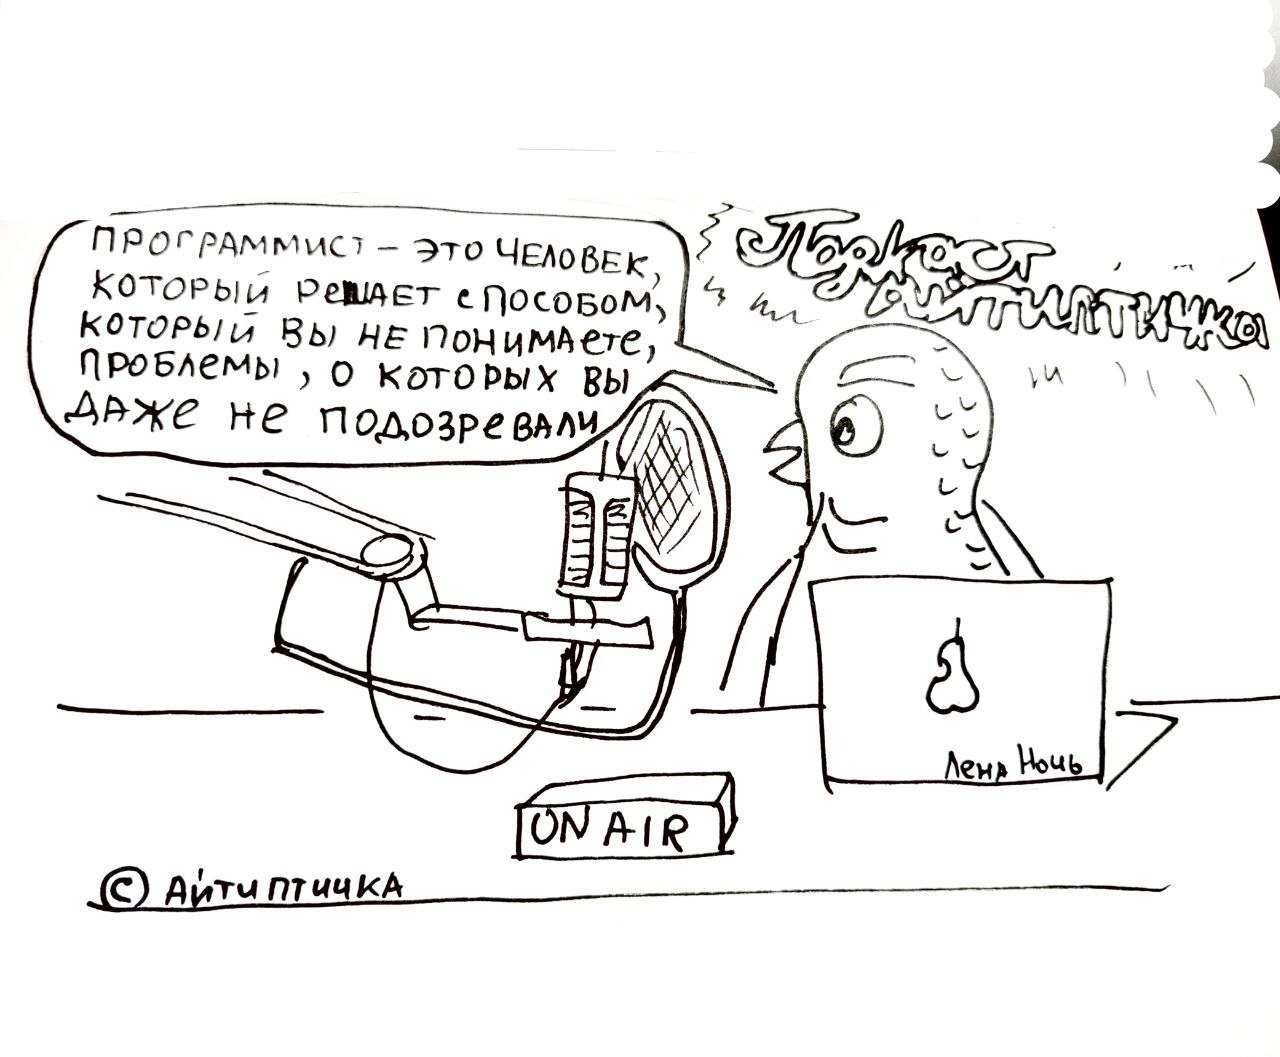 ПРОГРАММИСТ – ЭТО ЧЕЛОВЕК,
КОТОРЫЙ РЕШАЕТ СПОСОБОМ,
КОТОРЫЙ ВЫ НЕ ПОНИМАЕТЕ,
ПРОБЛЕМЫ, О КОТОРЫХ ВЫ
ДАЖЕ НЕ ПОДОЗРЕВАЛИ
Подкаст
Айтиптичка
Лена Ночь
ON AIR
© АЙТИПТИЧКА